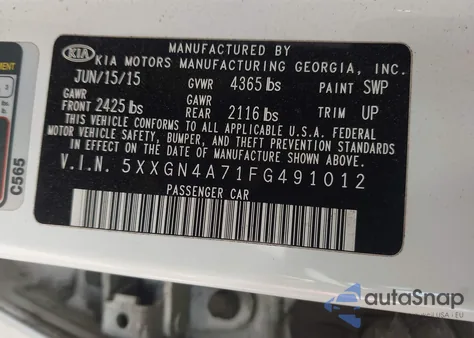 MANUFACTURED BY
KIA KIA MOTORS MANUFACTURING GEORGIA, INC.
JUN/15/15 GVWR 4365 lbs PAINT SWP
GAWR GAWR
FRONT 2425 lbs REAR 2116 lbs TRIM UP
THIS VEHICLE CONFORMS TO ALL APPLICABLE U.S.A. FEDERAL
MOTOR VEHICLE SAFETY, BUMPER, AND THEFT PREVENTION STANDARDS
IN EFFECT ON THE DATE OF MANUFACTURE SHOWN ABOVE.
V.I.N. 5XXGN4A71FG491012
PASSENGER CAR
C565
autoSnap